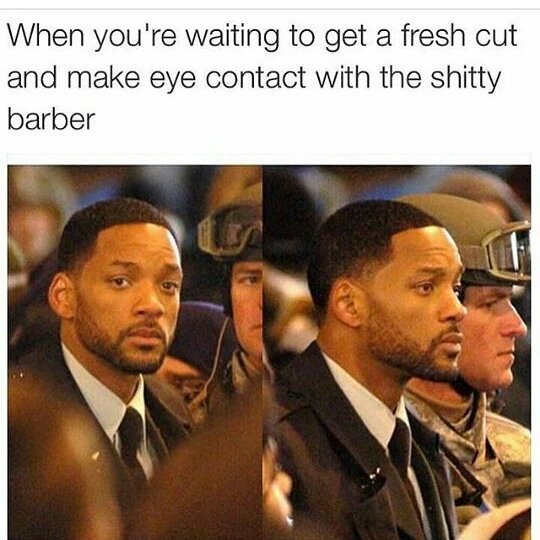 When you're waiting to get a fresh cut
and make eye contact with the shitty
barber